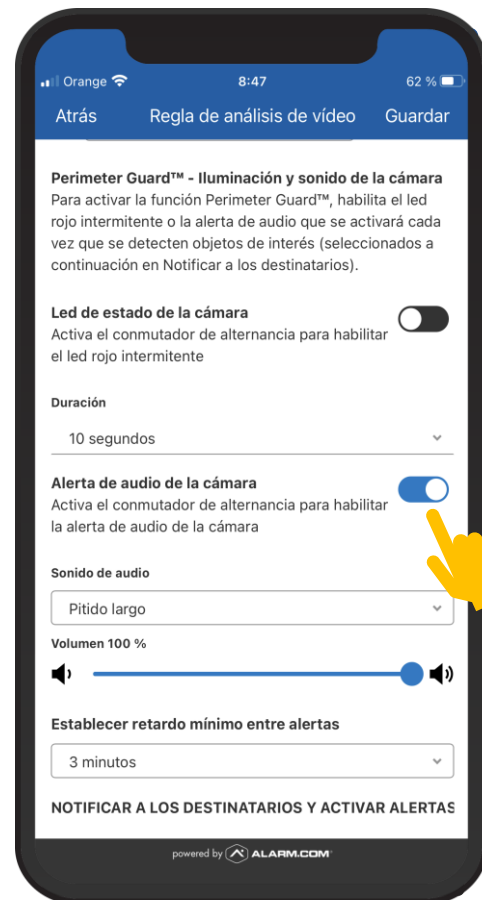 Orange 8:47 62 %
Atrás Regla de análisis de vídeo Guardar
Perimeter Guard™ - Iluminación y sonido de la cámara
Para activar la función Perimeter Guard™, habilita el led
rojo intermitente o la alerta de audio que se activará cada
vez que se detecten objetos de interés (seleccionados a
continuación en Notificar a los destinatarios).
Led de estado de la cámara
Activa el conmutador de alternancia para habilitar
el led rojo intermitente
Duración
10 segundos
Alerta de audio de la cámara
Activa el conmutador de alternancia para habilitar
la alerta de audio de la cámara
Sonido de audio
Pitido largo
Volumen 100 %
Establecer retardo mínimo entre alertas
3 minutos
NOTIFICAR A LOS DESTINATARIOS Y ACTIVAR ALERTAS
powered by ALARM.COM